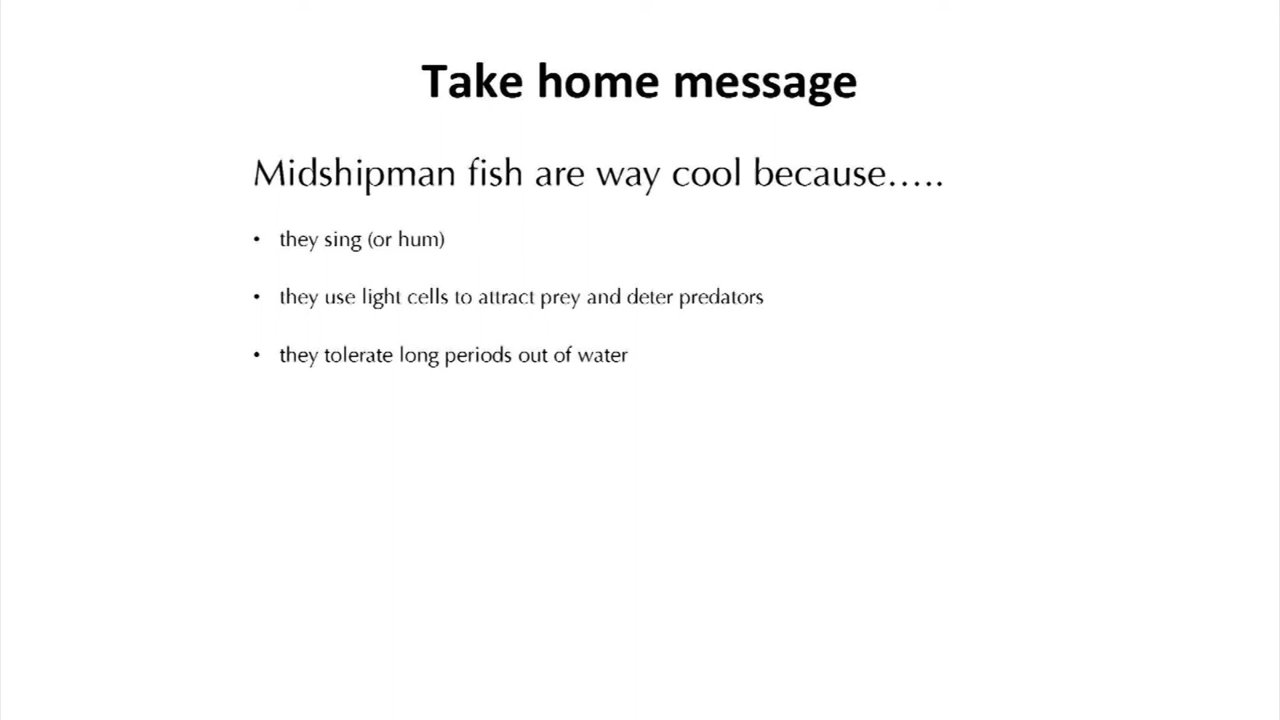 Take home message
Midshipman fish are way cool because.....
• they sing (or hum)
• they use light cells to attract prey and deter predators
• they tolerate long periods out of water